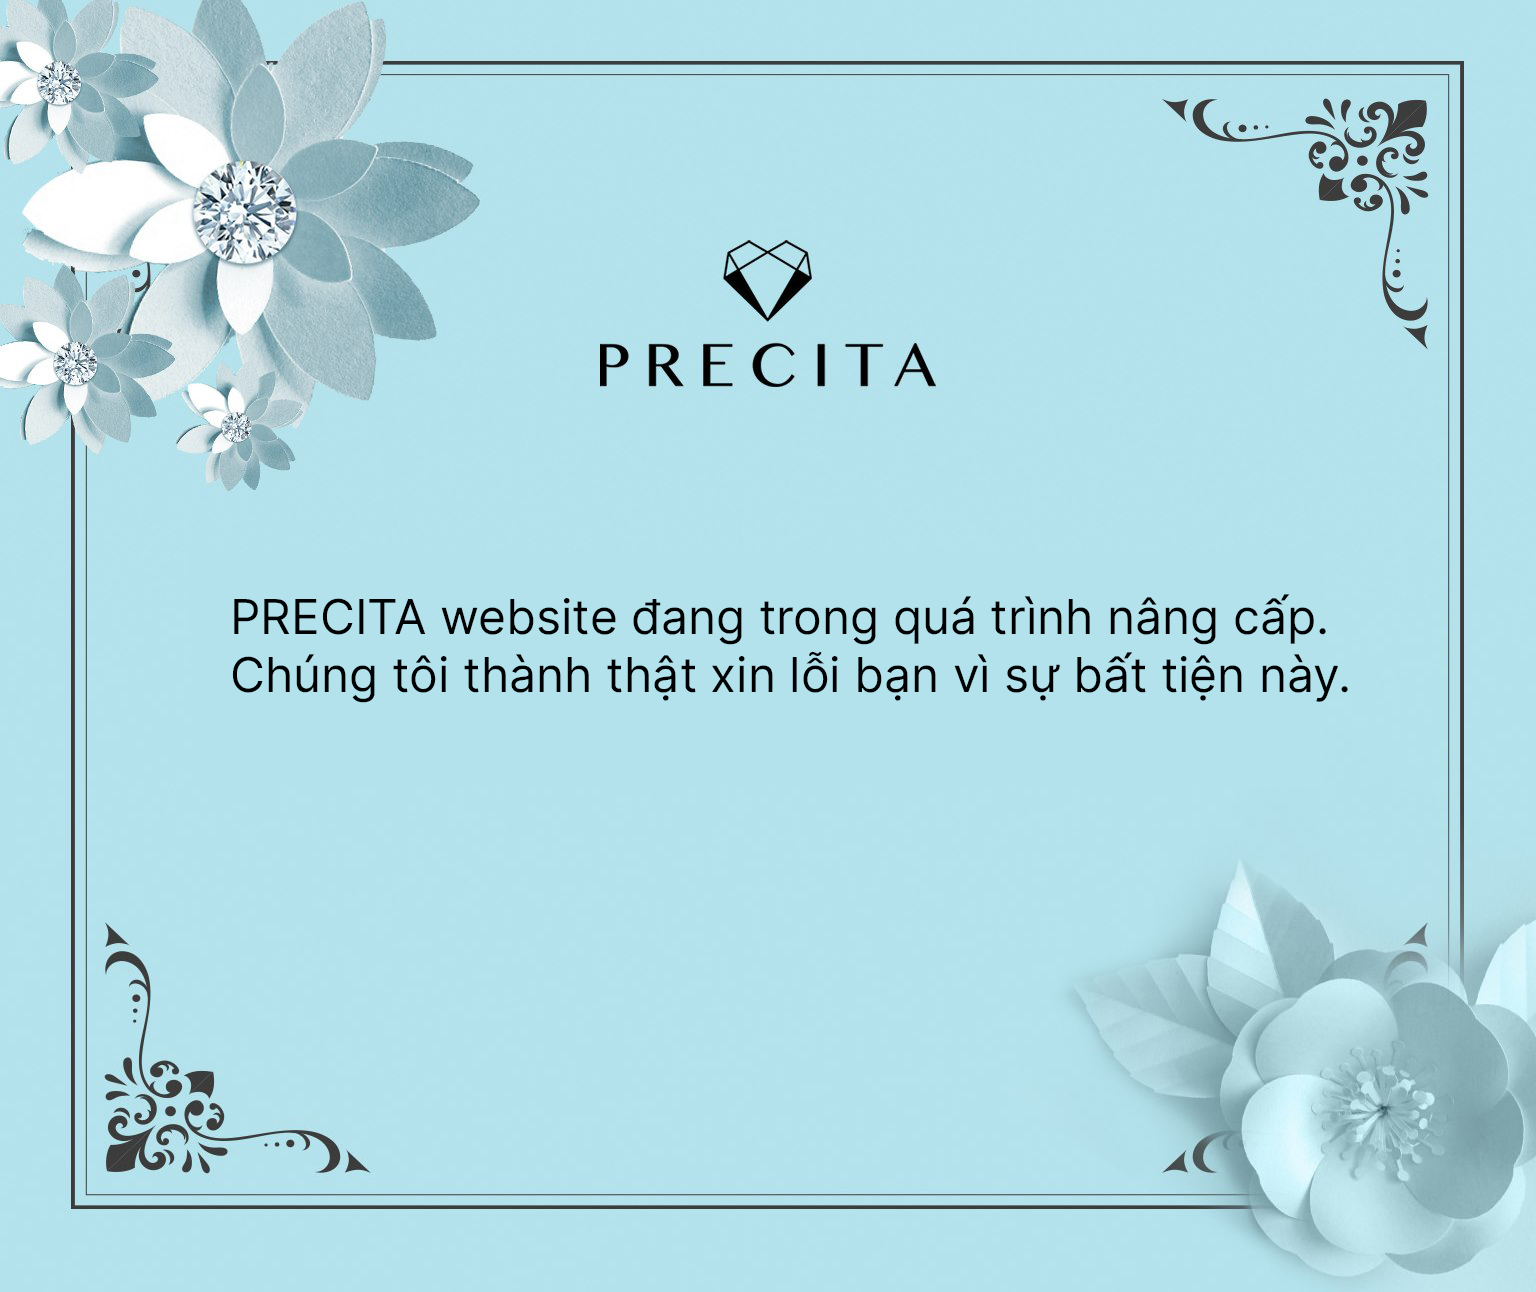 PRECITA
PRECITA website đang trong quá trình nâng cấp.
Chúng tôi thành thật xin lỗi bạn vì sự bất tiện này.